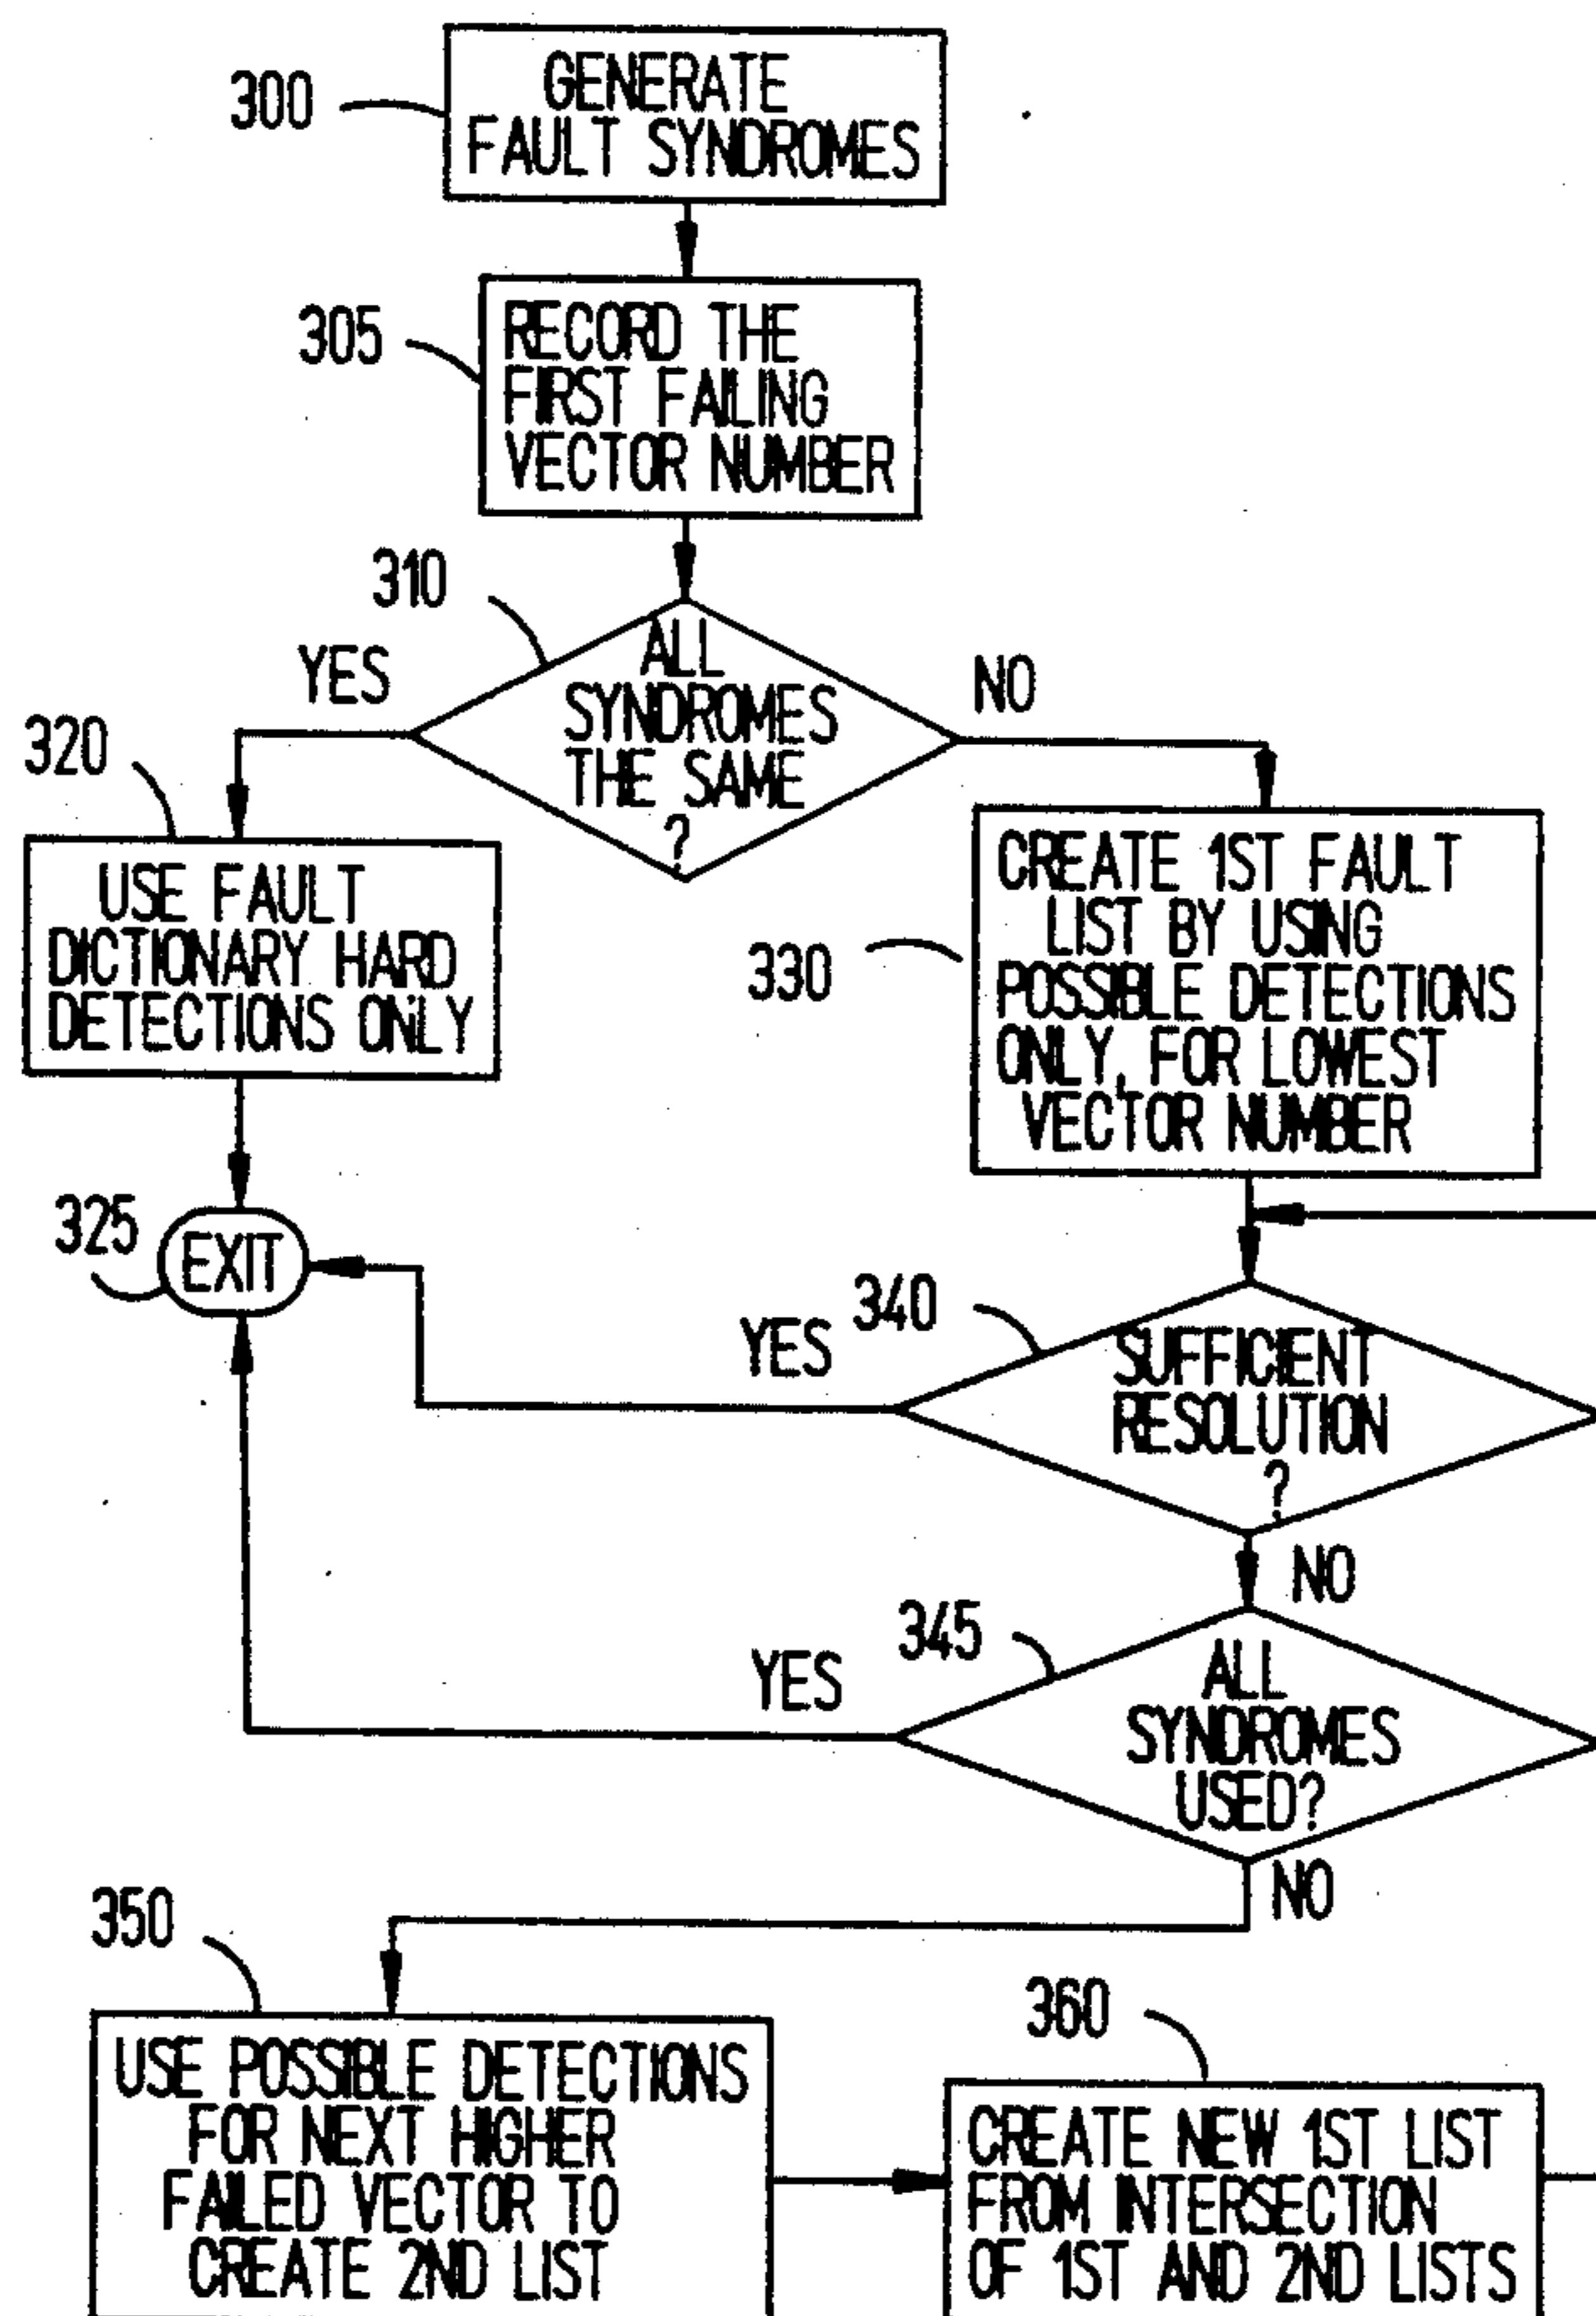 300
GENERATE
FAULT SYNDROMES
305
RECORD THE
FIRST FAILING
VECTOR NUMBER
310
YES
ALL
SYNDROMES
THE SAME
?
NO
320
USE FAULT
DICTIONARY HARD
DETECTIONS ONLY
330
CREATE 1ST FAULT
LIST BY USING
POSSIBLE DETECTIONS
ONLY, FOR LOWEST
VECTOR NUMBER
325
EXIT
340
YES
SUFFICIENT
RESOLUTION
?
NO
345
YES
ALL
SYNDROMES
USED?
NO
350
USE POSSIBLE DETECTIONS
FOR NEXT HIGHER
FAILED VECTOR TO
CREATE 2ND LIST
360
CREATE NEW 1ST LIST
FROM INTERSECTION
OF 1ST AND 2ND LISTS